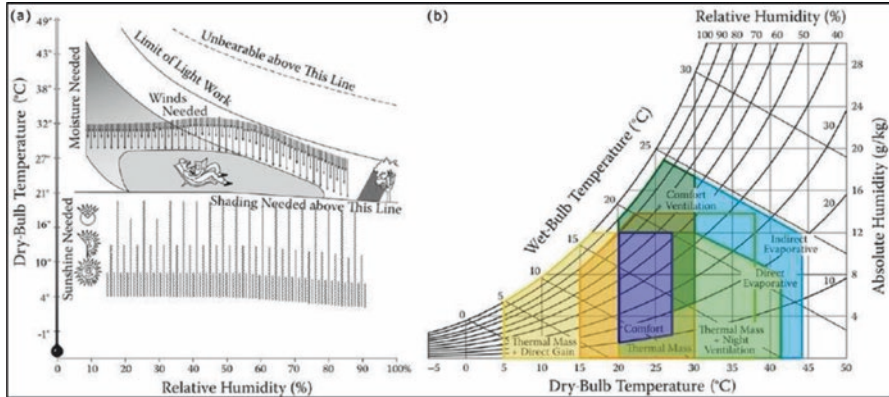 (a)
49°
43°
38°
32°
27°
21°
16°
10°
4°
-1°
Dry-Bulb Temperature (°C)
Moisture Needed
Sunshine Needed
Unbearable above This Line
Limit of Light Work
Winds
Needed
Shading Needed above This Line
0
10
20
30
40
50
60
70
80
90
100%
Relative Humidity (%)
(b)
Relative Humidity (%)
100 90 80 70 60 50 40
30
20
10
Wet-Bulb Temperature (°C)
30
25
20
15
10
5
0
Absolute Humidity (g/kg)
28
24
20
16
12
8
4
Comfort
Ventilation
Indirect
Evaporative
Direct
Evaporative
Thermal Mass
+ Direct Gain
Comfort
Thermal Mass
Thermal Mass
+ Night
Ventilation
-5 0 5 10 15 20 25 30 35 40 45 50
Dry-Bulb Temperature (°C)